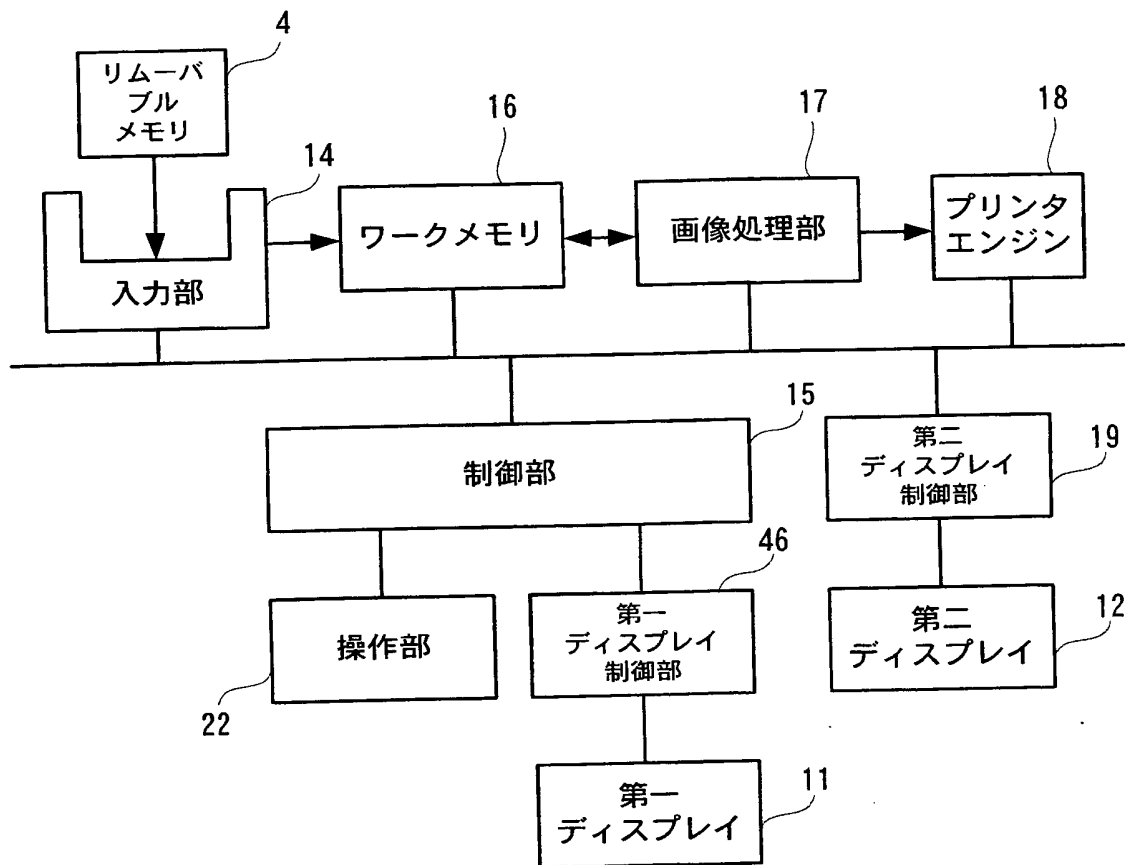 4
リムーバ
ブル
メモリ
14
入力部
16
ワークメモリ
17
画像処理部
18
プリンタ
エンジン
15
制御部
19
第二
ディスプレイ
制御部
22
操作部
46
第一
ディスプレイ
制御部
12
第二
ディスプレイ
11
第一
ディスプレイ